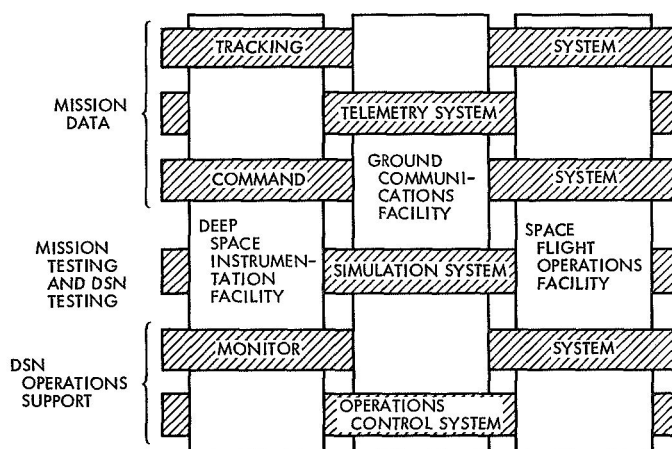 TRACKING
SYSTEM
MISSION
DATA
TELEMETRY SYSTEM
COMMAND
GROUND
COMMUNI-
CATIONS
FACILITY
SYSTEM
DEEP
SPACE
INSTRUMEN-
TATION
FACILITY
SPACE
FLIGHT
OPERATIONS
FACILITY
MISSION
TESTING
AND DSN
TESTING
SIMULATION SYSTEM
MONITOR
SYSTEM
DSN
OPERATIONS
SUPPORT
OPERATIONS
CONTROL SYSTEM